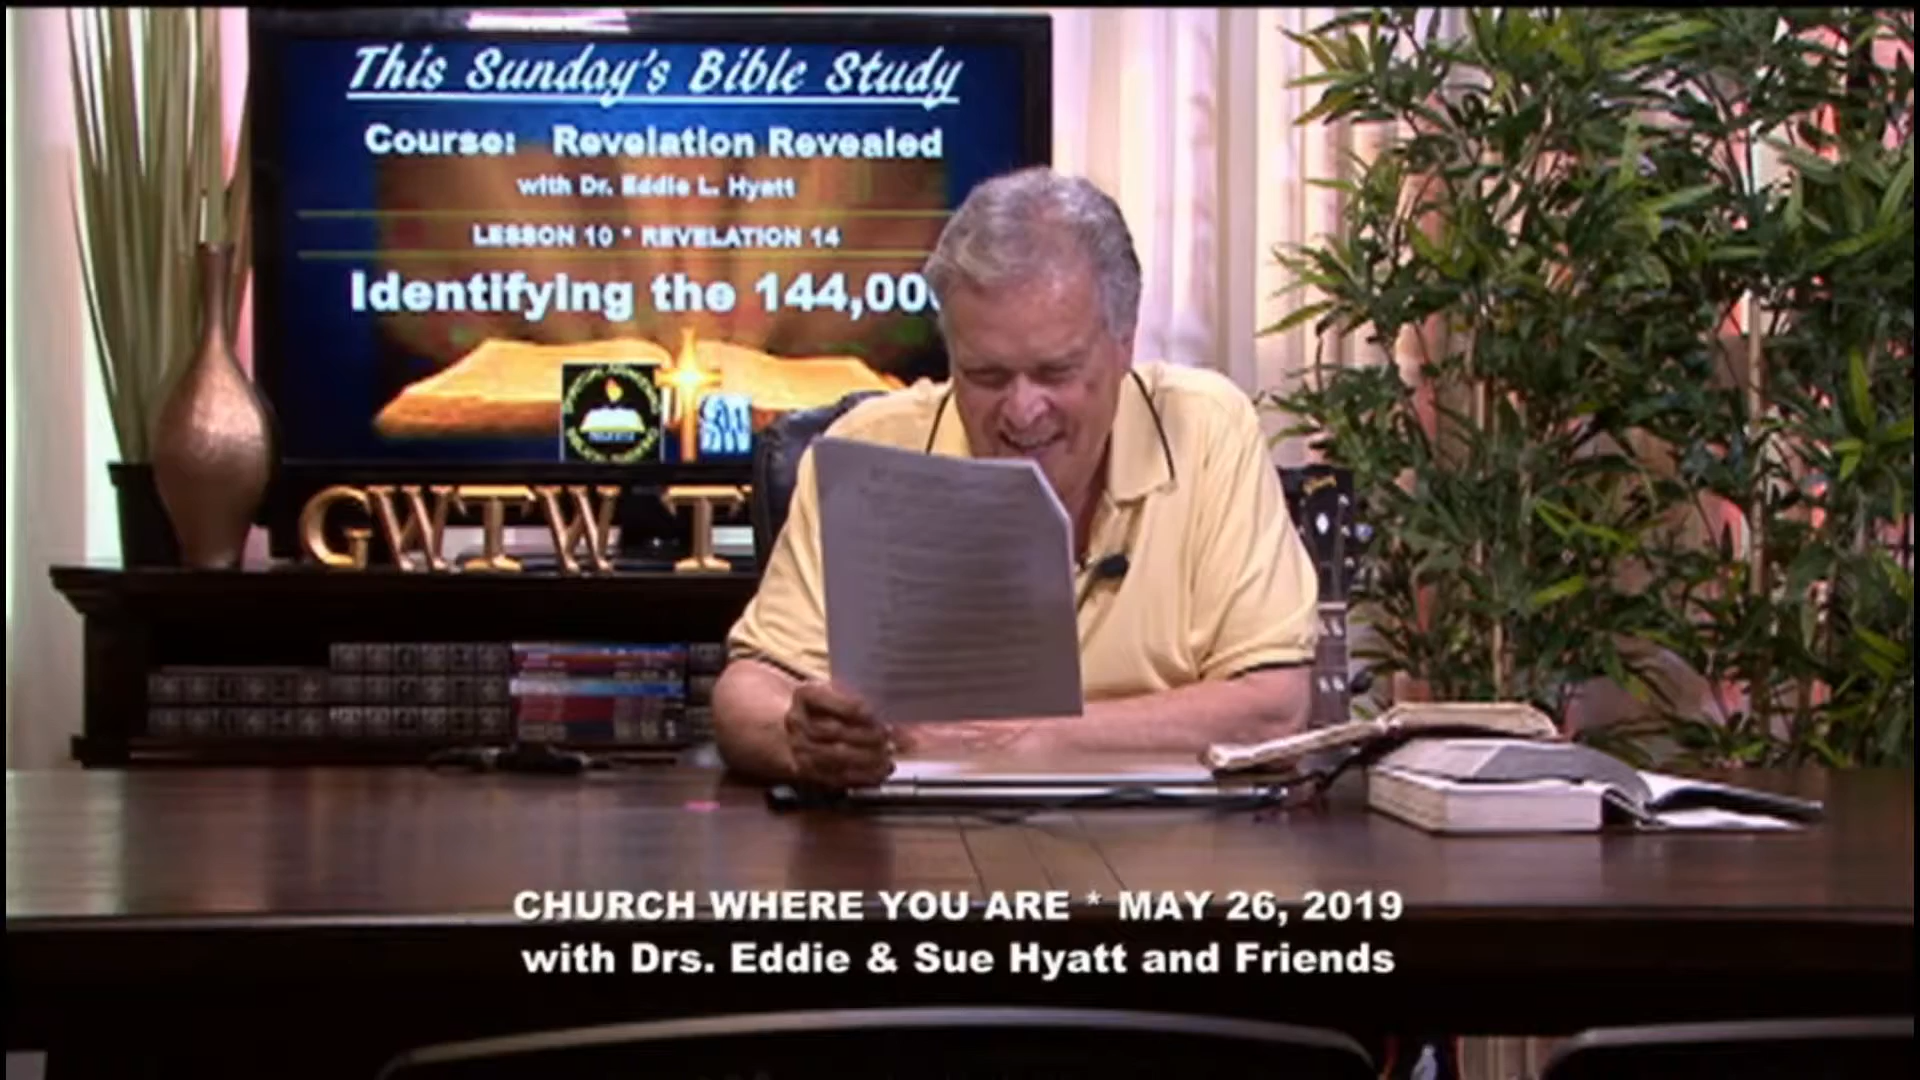 This Sunday's Bible Study
Course: Revelation Revealed
with Dr. Eddie L. Hyatt
LESSON 10 * REVELATION 14
Identifying the 144,00
GWTW T
CHURCH WHERE YOU ARE * MAY 26, 2019
with Drs. Eddie & Sue Hyatt and Friends